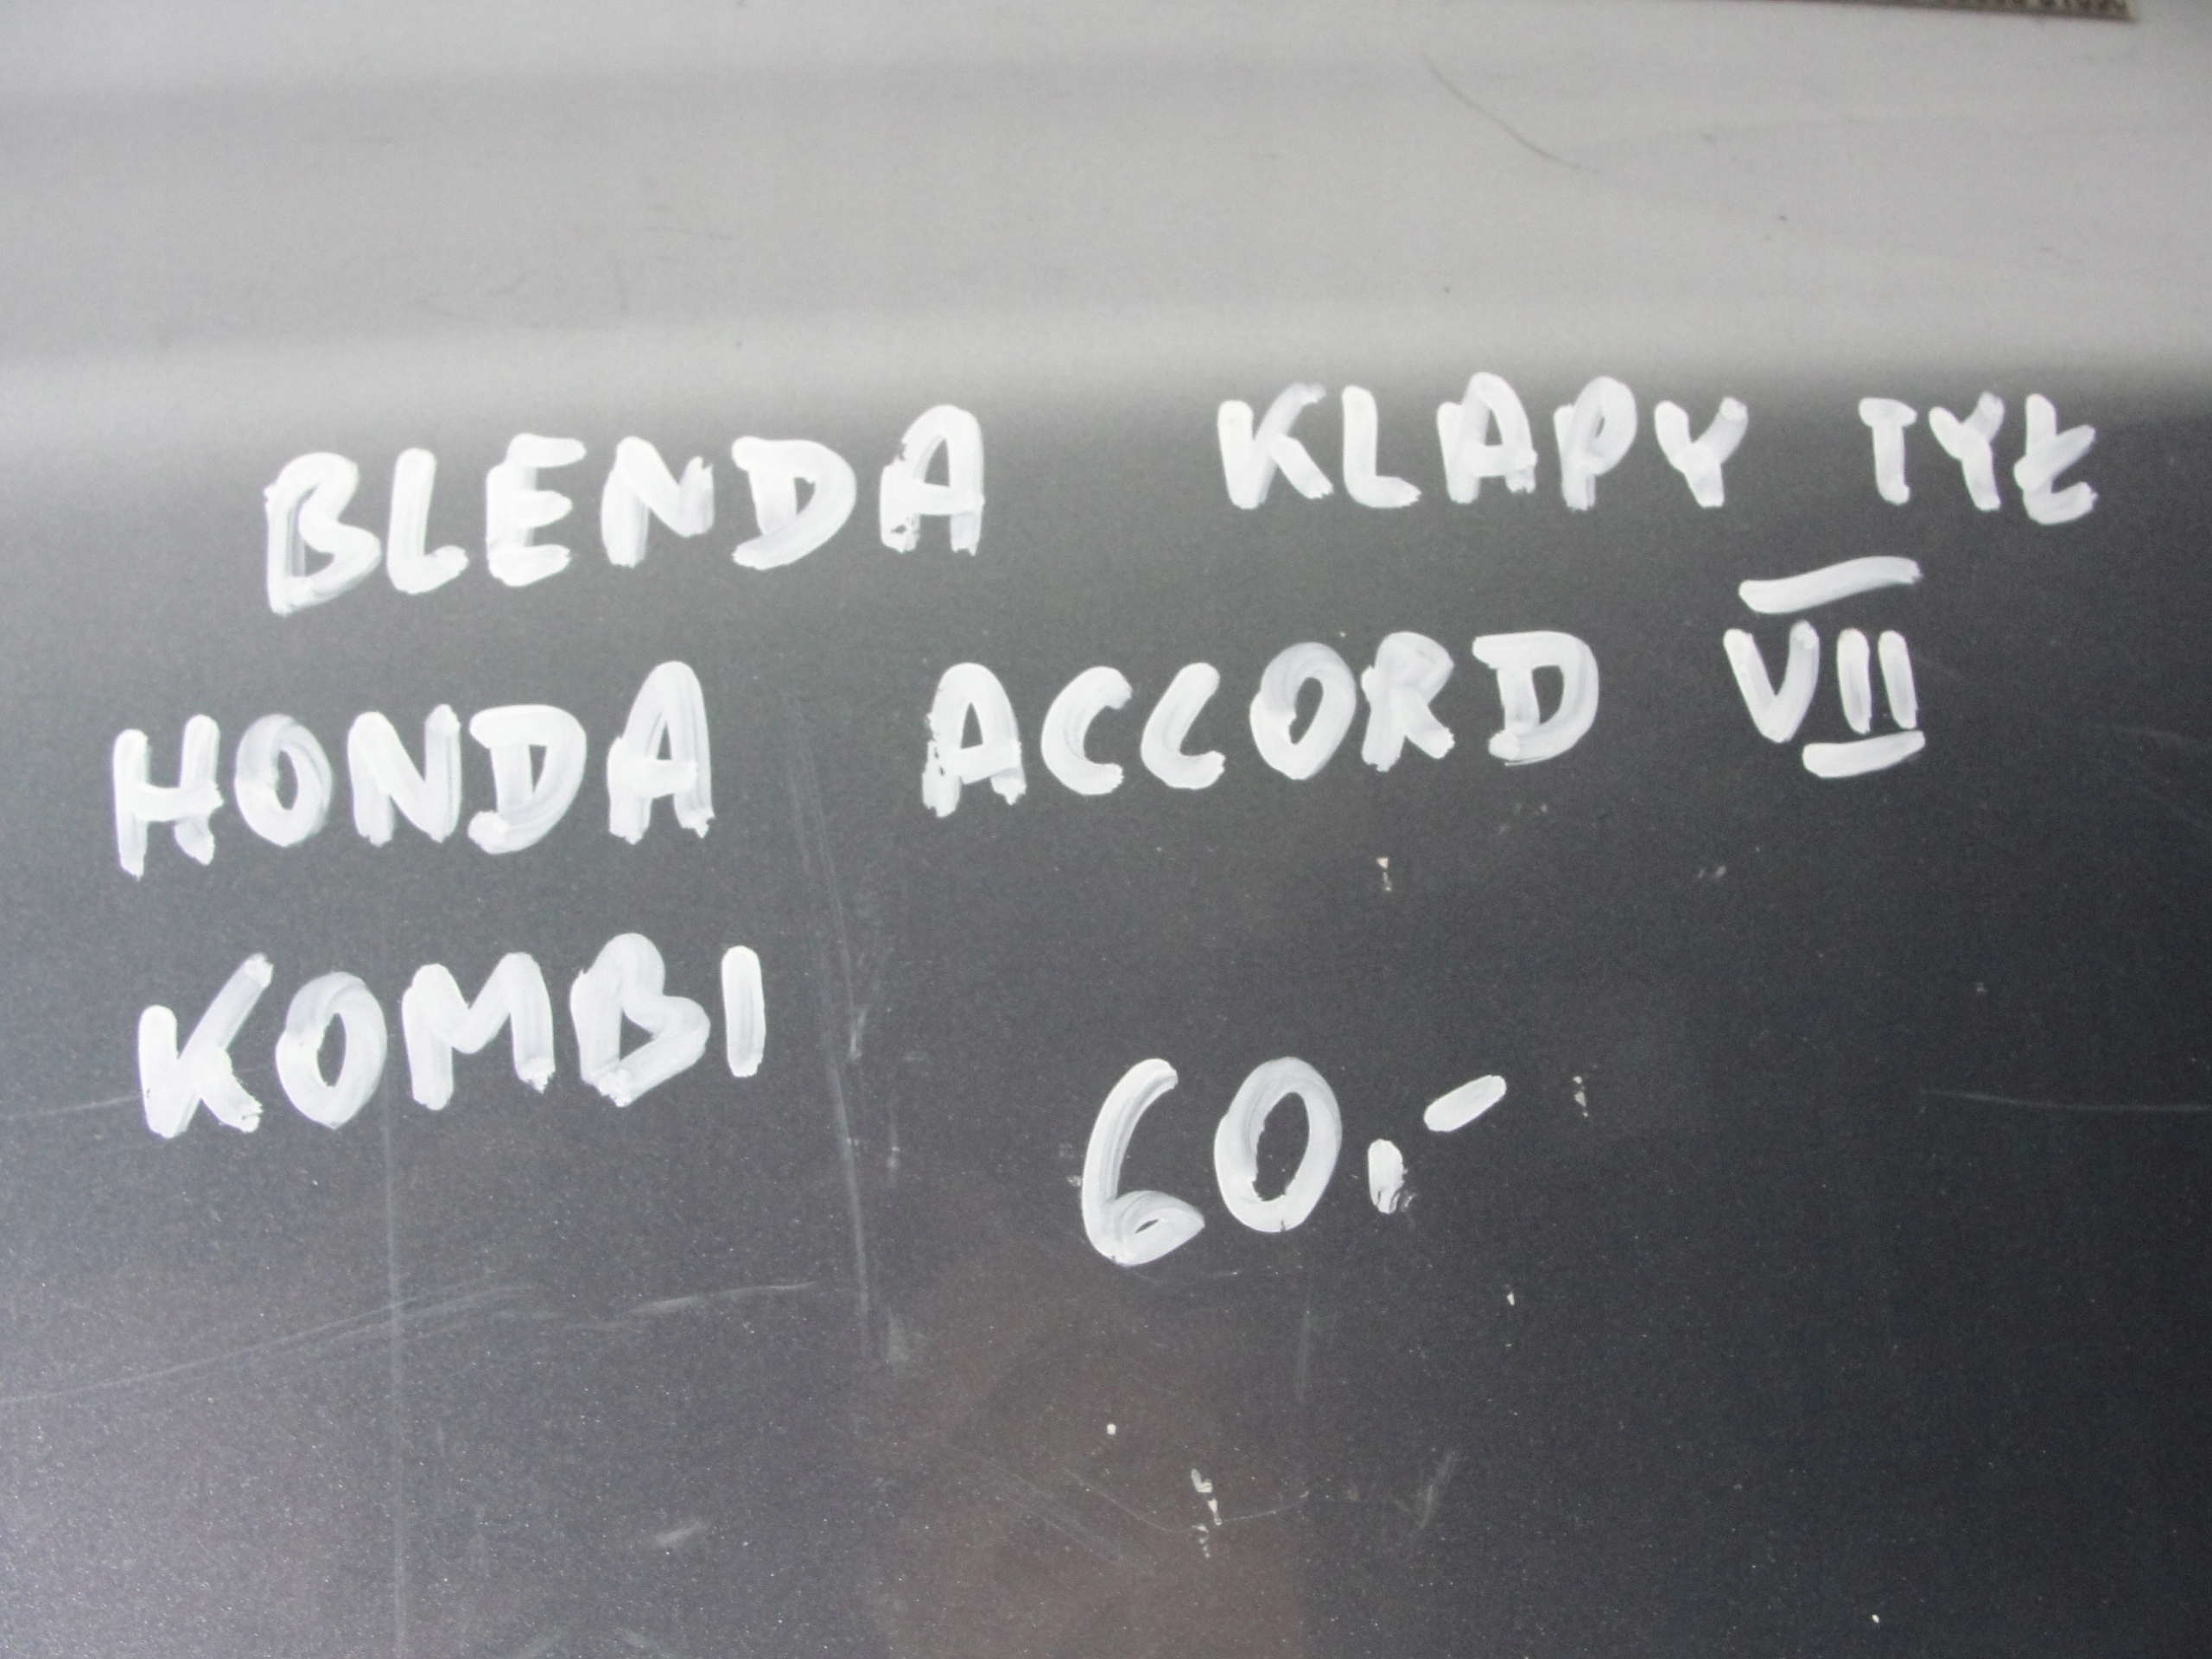 BLENDA KLAPY TYŁ
HONDA ACCORD VII
KOMBI
60.-